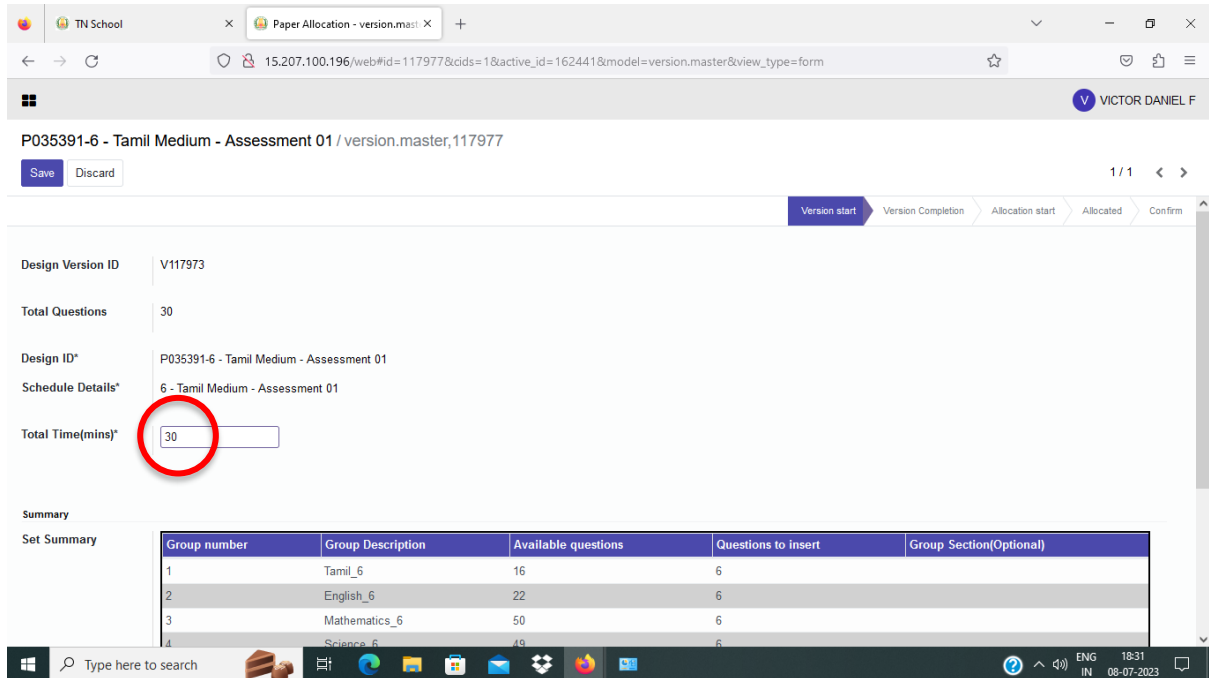 TN School
Paper Allocation - version.mast
15.207.100.196/web#id=117977&cids=1&active_id=162441&model=version.master&view_type=form
V VICTOR DANIEL F
P035391-6 - Tamil Medium - Assessment 01 / version.master,117977
Save Discard 1 / 1
Version start Version Completion Allocation start Allocated Confirm
Design Version ID V117973
Total Questions 30
Design ID* P035391-6 - Tamil Medium - Assessment 01
Schedule Details* 6 - Tamil Medium - Assessment 01
Total Time(mins)* 30
Summary
Set Summary
Group number Group Description Available questions Questions to insert Group Section(Optional)
1 Tamil_6 16 6
2 English_6 22 6
3 Mathematics_6 50 6
4 Science_6 49 6
Type here to search ENG 18:31
IN 08-07-2023